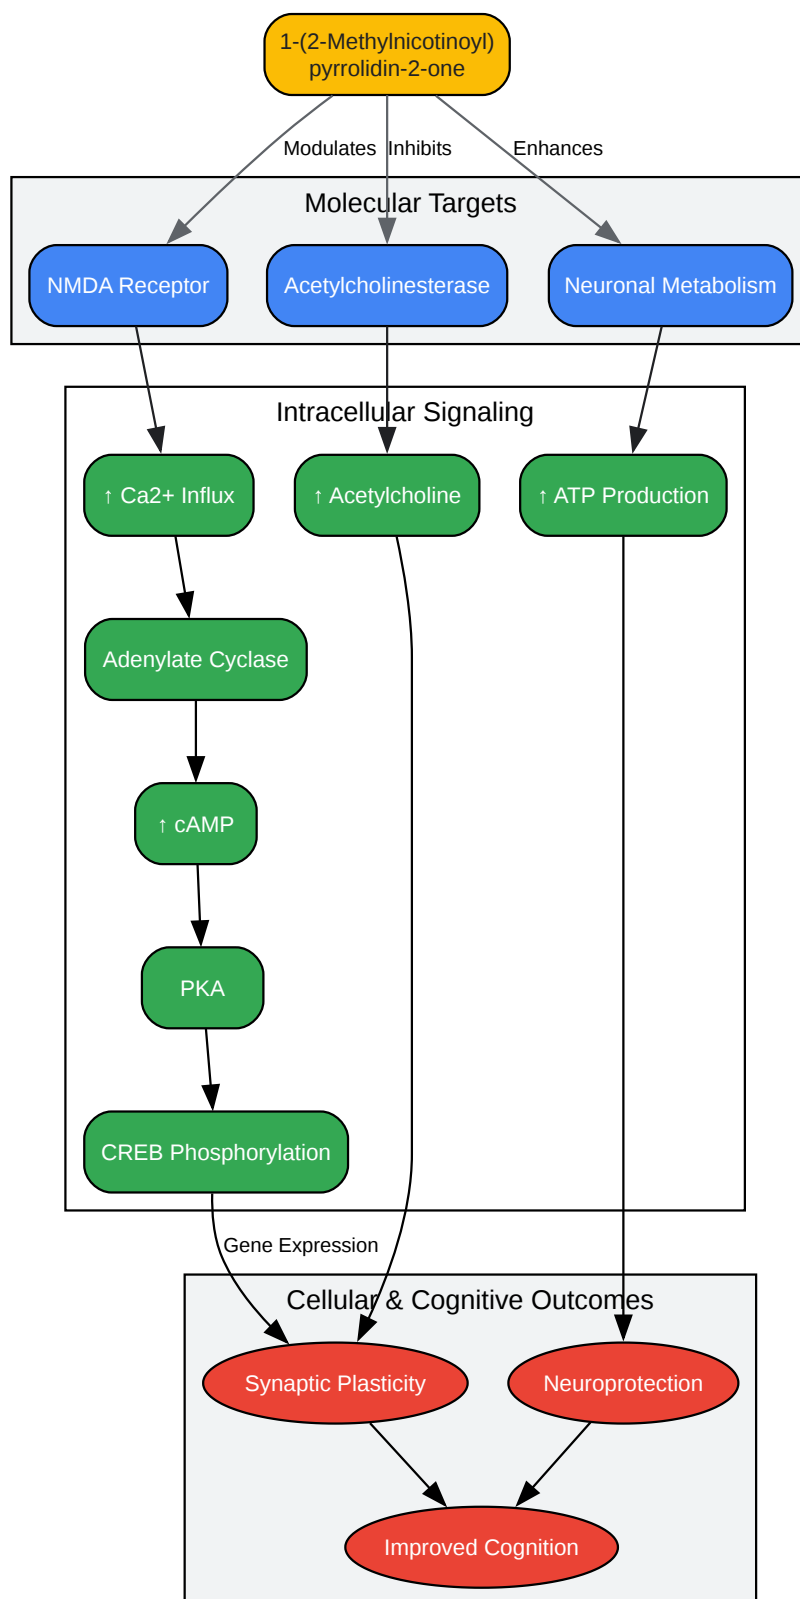 1-(2-Methylnicotinoyl)
pyrrolidin-2-one
Modulates
Inhibits
Enhances
Molecular Targets
NMDA Receptor
Acetylcholinesterase
Neuronal Metabolism
Intracellular Signaling
↑ Ca2+ Influx
↑ Acetylcholine
↑ ATP Production
Adenylate Cyclase
↑ cAMP
PKA
CREB Phosphorylation
Gene Expression
Cellular & Cognitive Outcomes
Synaptic Plasticity
Neuroprotection
Improved Cognition